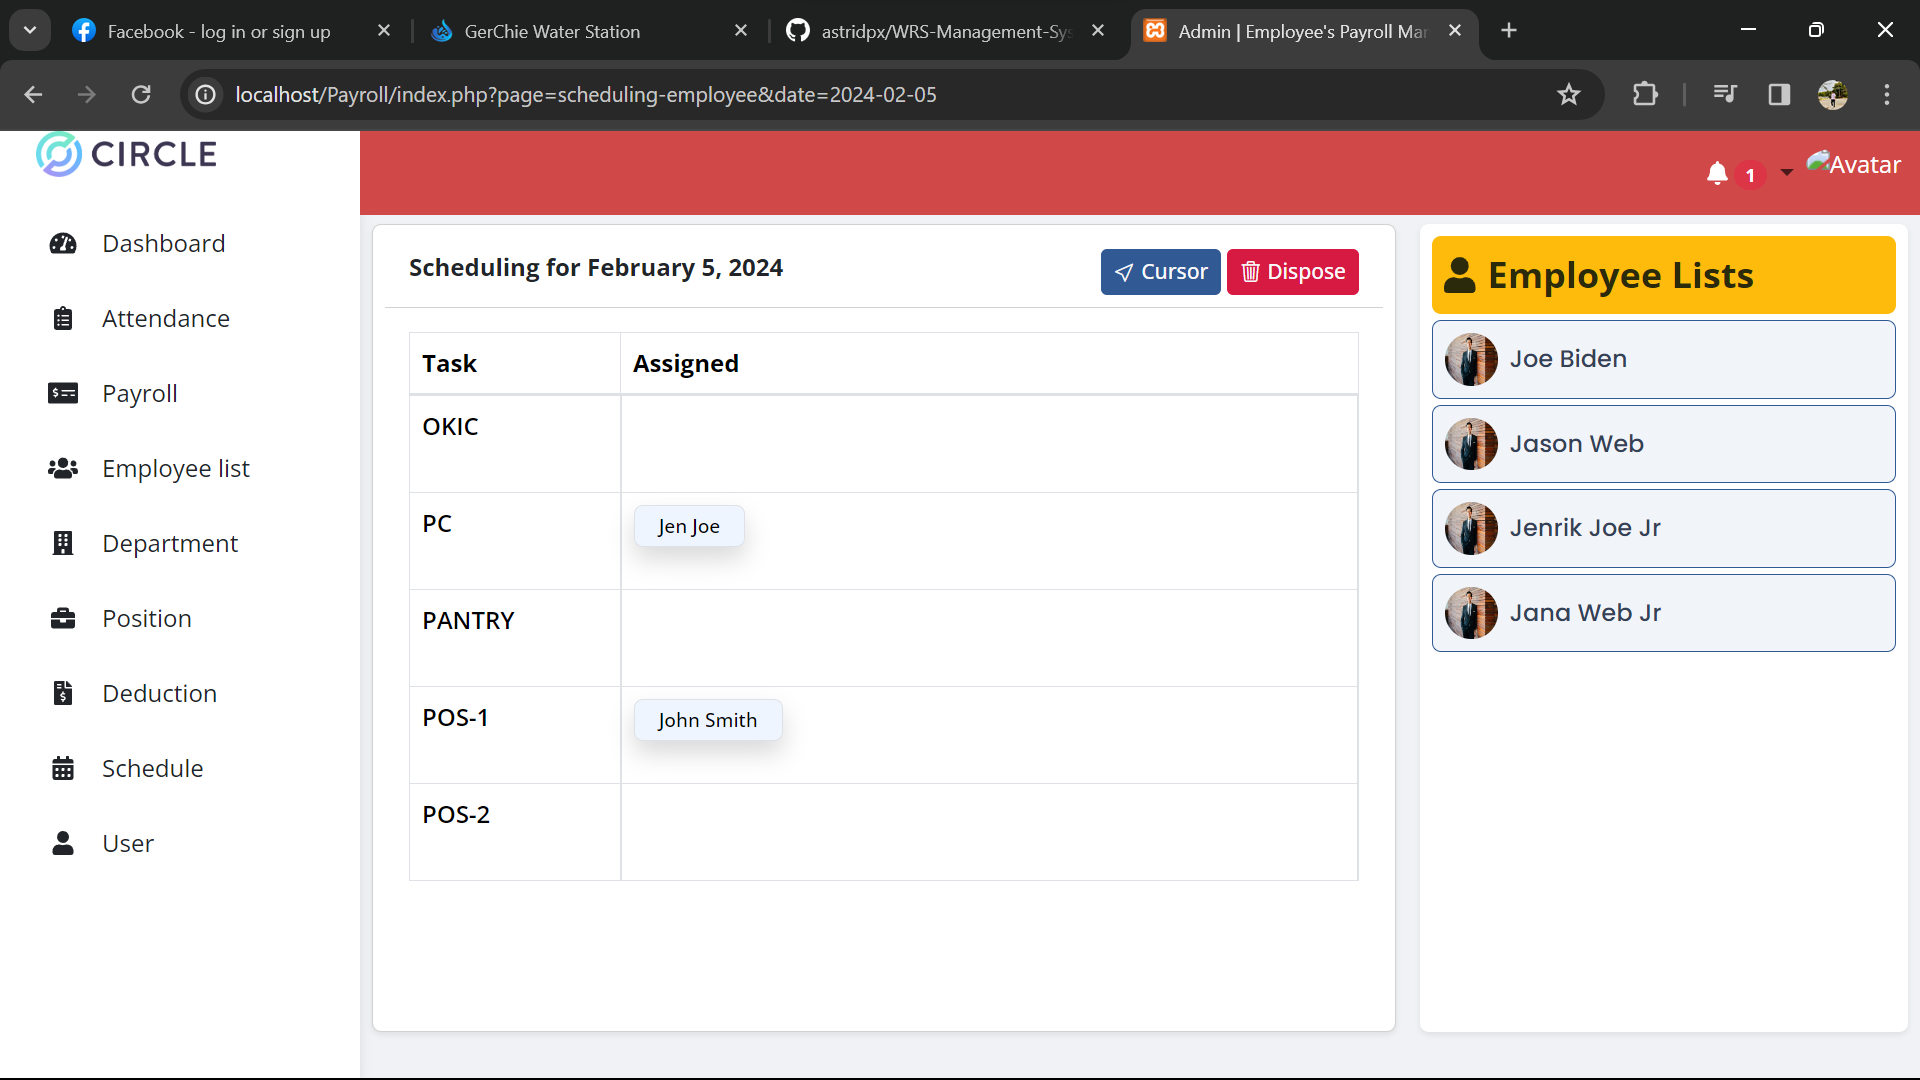 Facebook - log in or sign up
GerChie Water Station
astridpx/WRS-Management-Sys
Admin | Employee's Payroll Mar
localhost/Payroll/index.php?page=scheduling-employee&date=2024-02-05
CIRCLE
1
Avatar
Dashboard
Attendance
Payroll
Employee list
Department
Position
Deduction
Schedule
User
Scheduling for February 5, 2024
Cursor
Dispose
Task Assigned
OKIC
PC Jen Joe
PANTRY
POS-1 John Smith
POS-2
Employee Lists
Joe Biden
Jason Web
Jenrik Joe Jr
Jana Web Jr